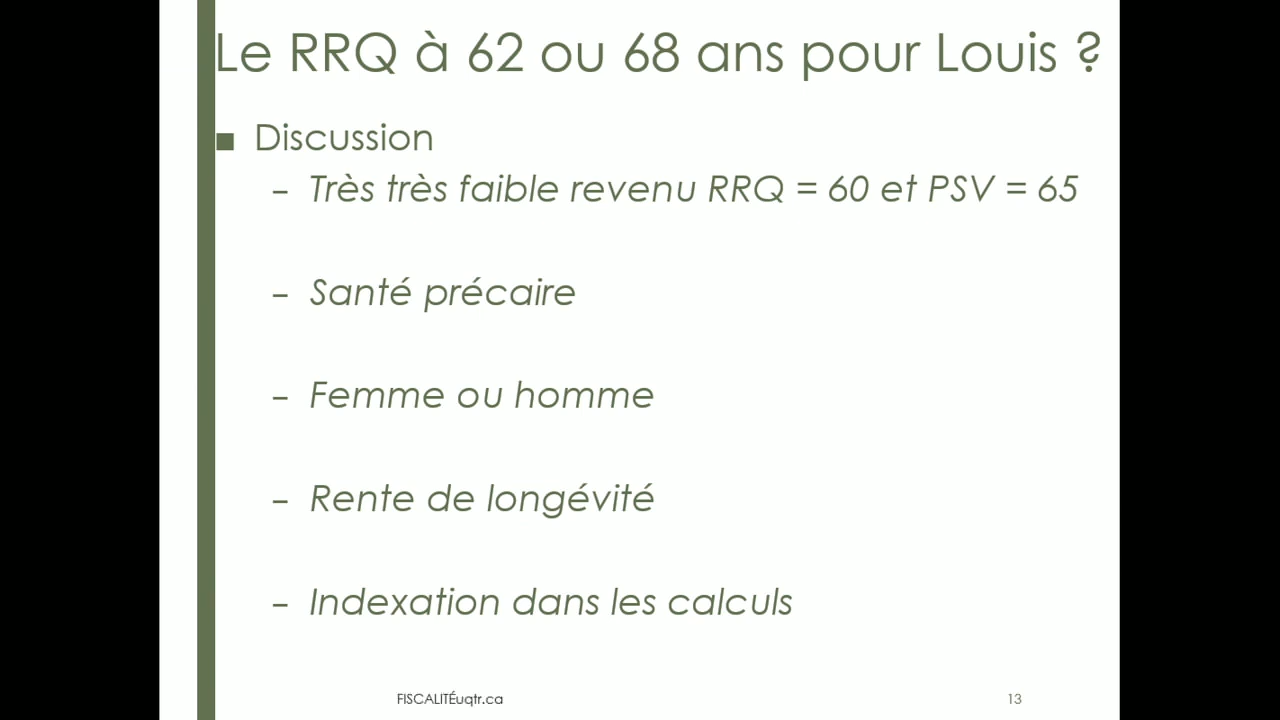 Le RRQ à 62 ou 68 ans pour Louis ?
■ Discussion
– Très très faible revenu RRQ = 60 et PSV = 65
– Santé précaire
– Femme ou homme
– Rente de longévité
– Indexation dans les calculs
FISCALITÉuqtr.ca
13